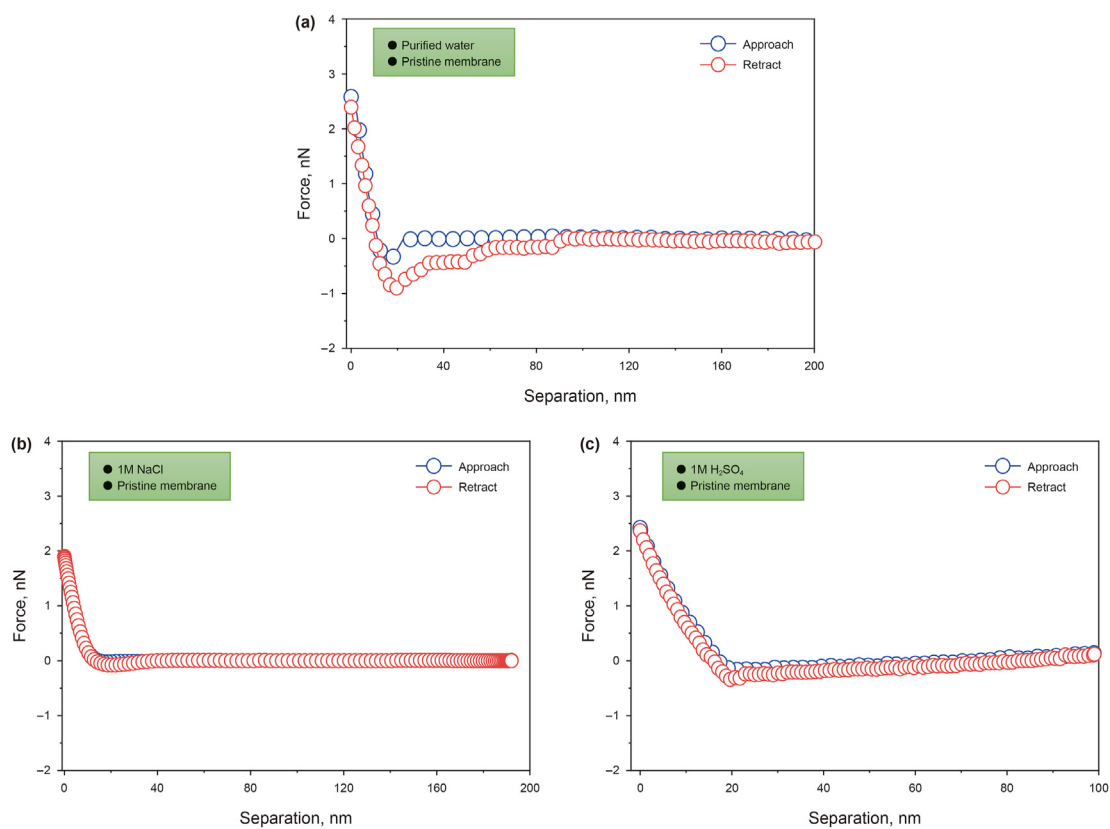 (a)
● Purified water
● Pristine membrane
Approach
Retract
4
3
2
1
0
−1
−2
Force, nN
0
40
80
120
160
200
Separation, nm
(b)
● 1M NaCl
● Pristine membrane
Approach
Retract
4
3
2
1
0
−1
−2
Force, nN
0
40
80
120
160
200
Separation, nm
(c)
● 1M H₂SO₄
● Pristine membrane
Approach
Retract
4
3
2
1
0
−1
−2
Force, nN
0
20
40
60
80
100
Separation, nm